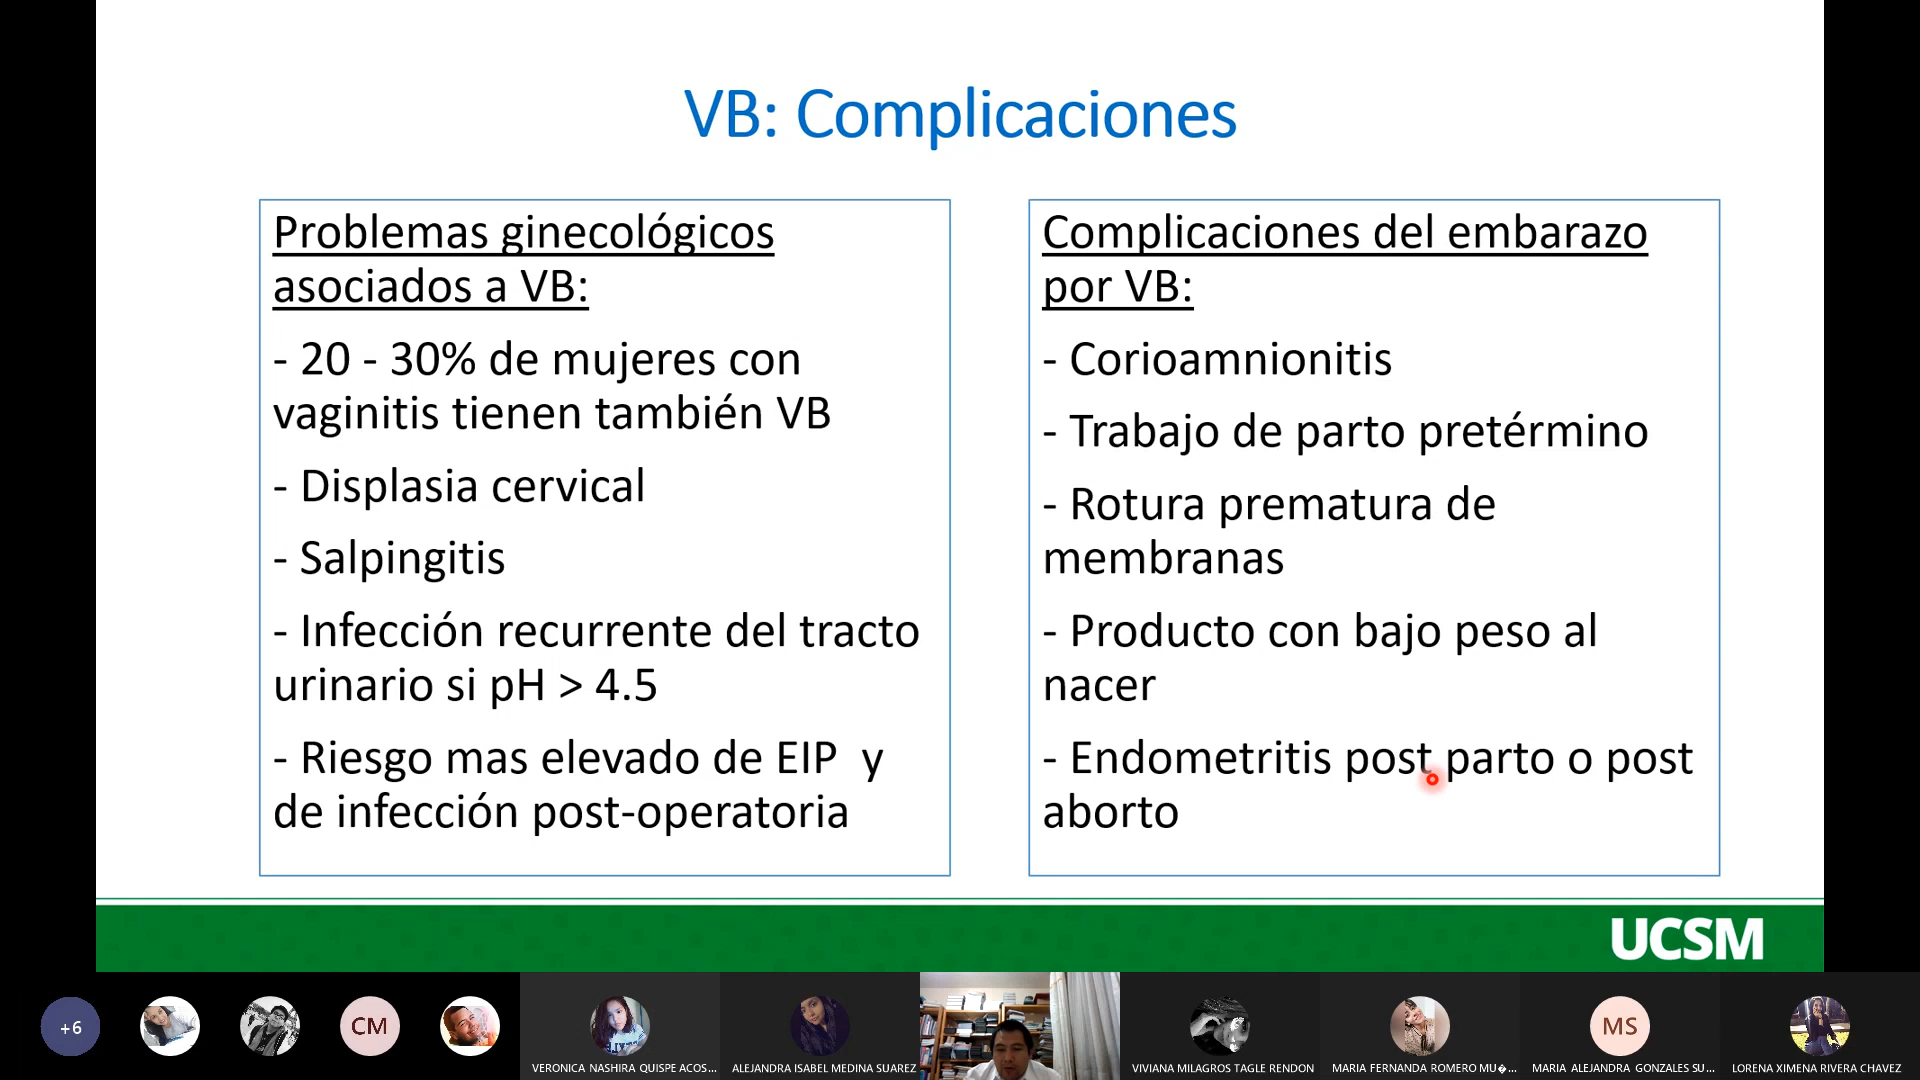 VB: Complicaciones
Problemas ginecológicos
asociados a VB:
- 20 - 30% de mujeres con
vaginitis tienen también VB
- Displasia cervical
- Salpingitis
- Infección recurrente del tracto
urinario si pH > 4.5
- Riesgo mas elevado de EIP y
de infección post-operatoria
Complicaciones del embarazo
por VB:
- Corioamnionitis
- Trabajo de parto pretérmino
- Rotura prematura de
membranas
- Producto con bajo peso al
nacer
- Endometritis post parto o post
aborto
UCSM
+6
CM
MS
VERONICA NASHIRA QUISPE ACOS...
ALEJANDRA ISABEL MEDINA SUAREZ
VIVIANA MILAGROS TAGLE RENDON
MARIA FERNANDA ROMERO MU�...
MARIA ALEJANDRA GONZALES SU...
LORENA XIMENA RIVERA CHAVEZ